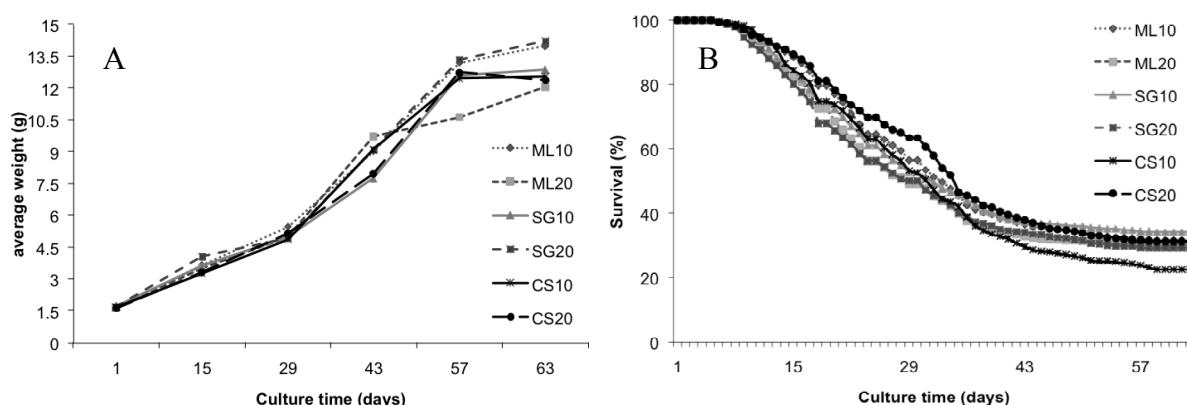 A
average weight (g)
15
13.5
12
10.5
9
7.5
6
4.5
3
1.5
0
1 15 29 43 57 63
Culture time (days)
ML10
ML20
SG10
SG20
CS10
CS20
B
Survival (%)
100
80
60
40
20
0
1 15 29 43 57
Culture time (days)
ML10
ML20
SG10
SG20
CS10
CS20